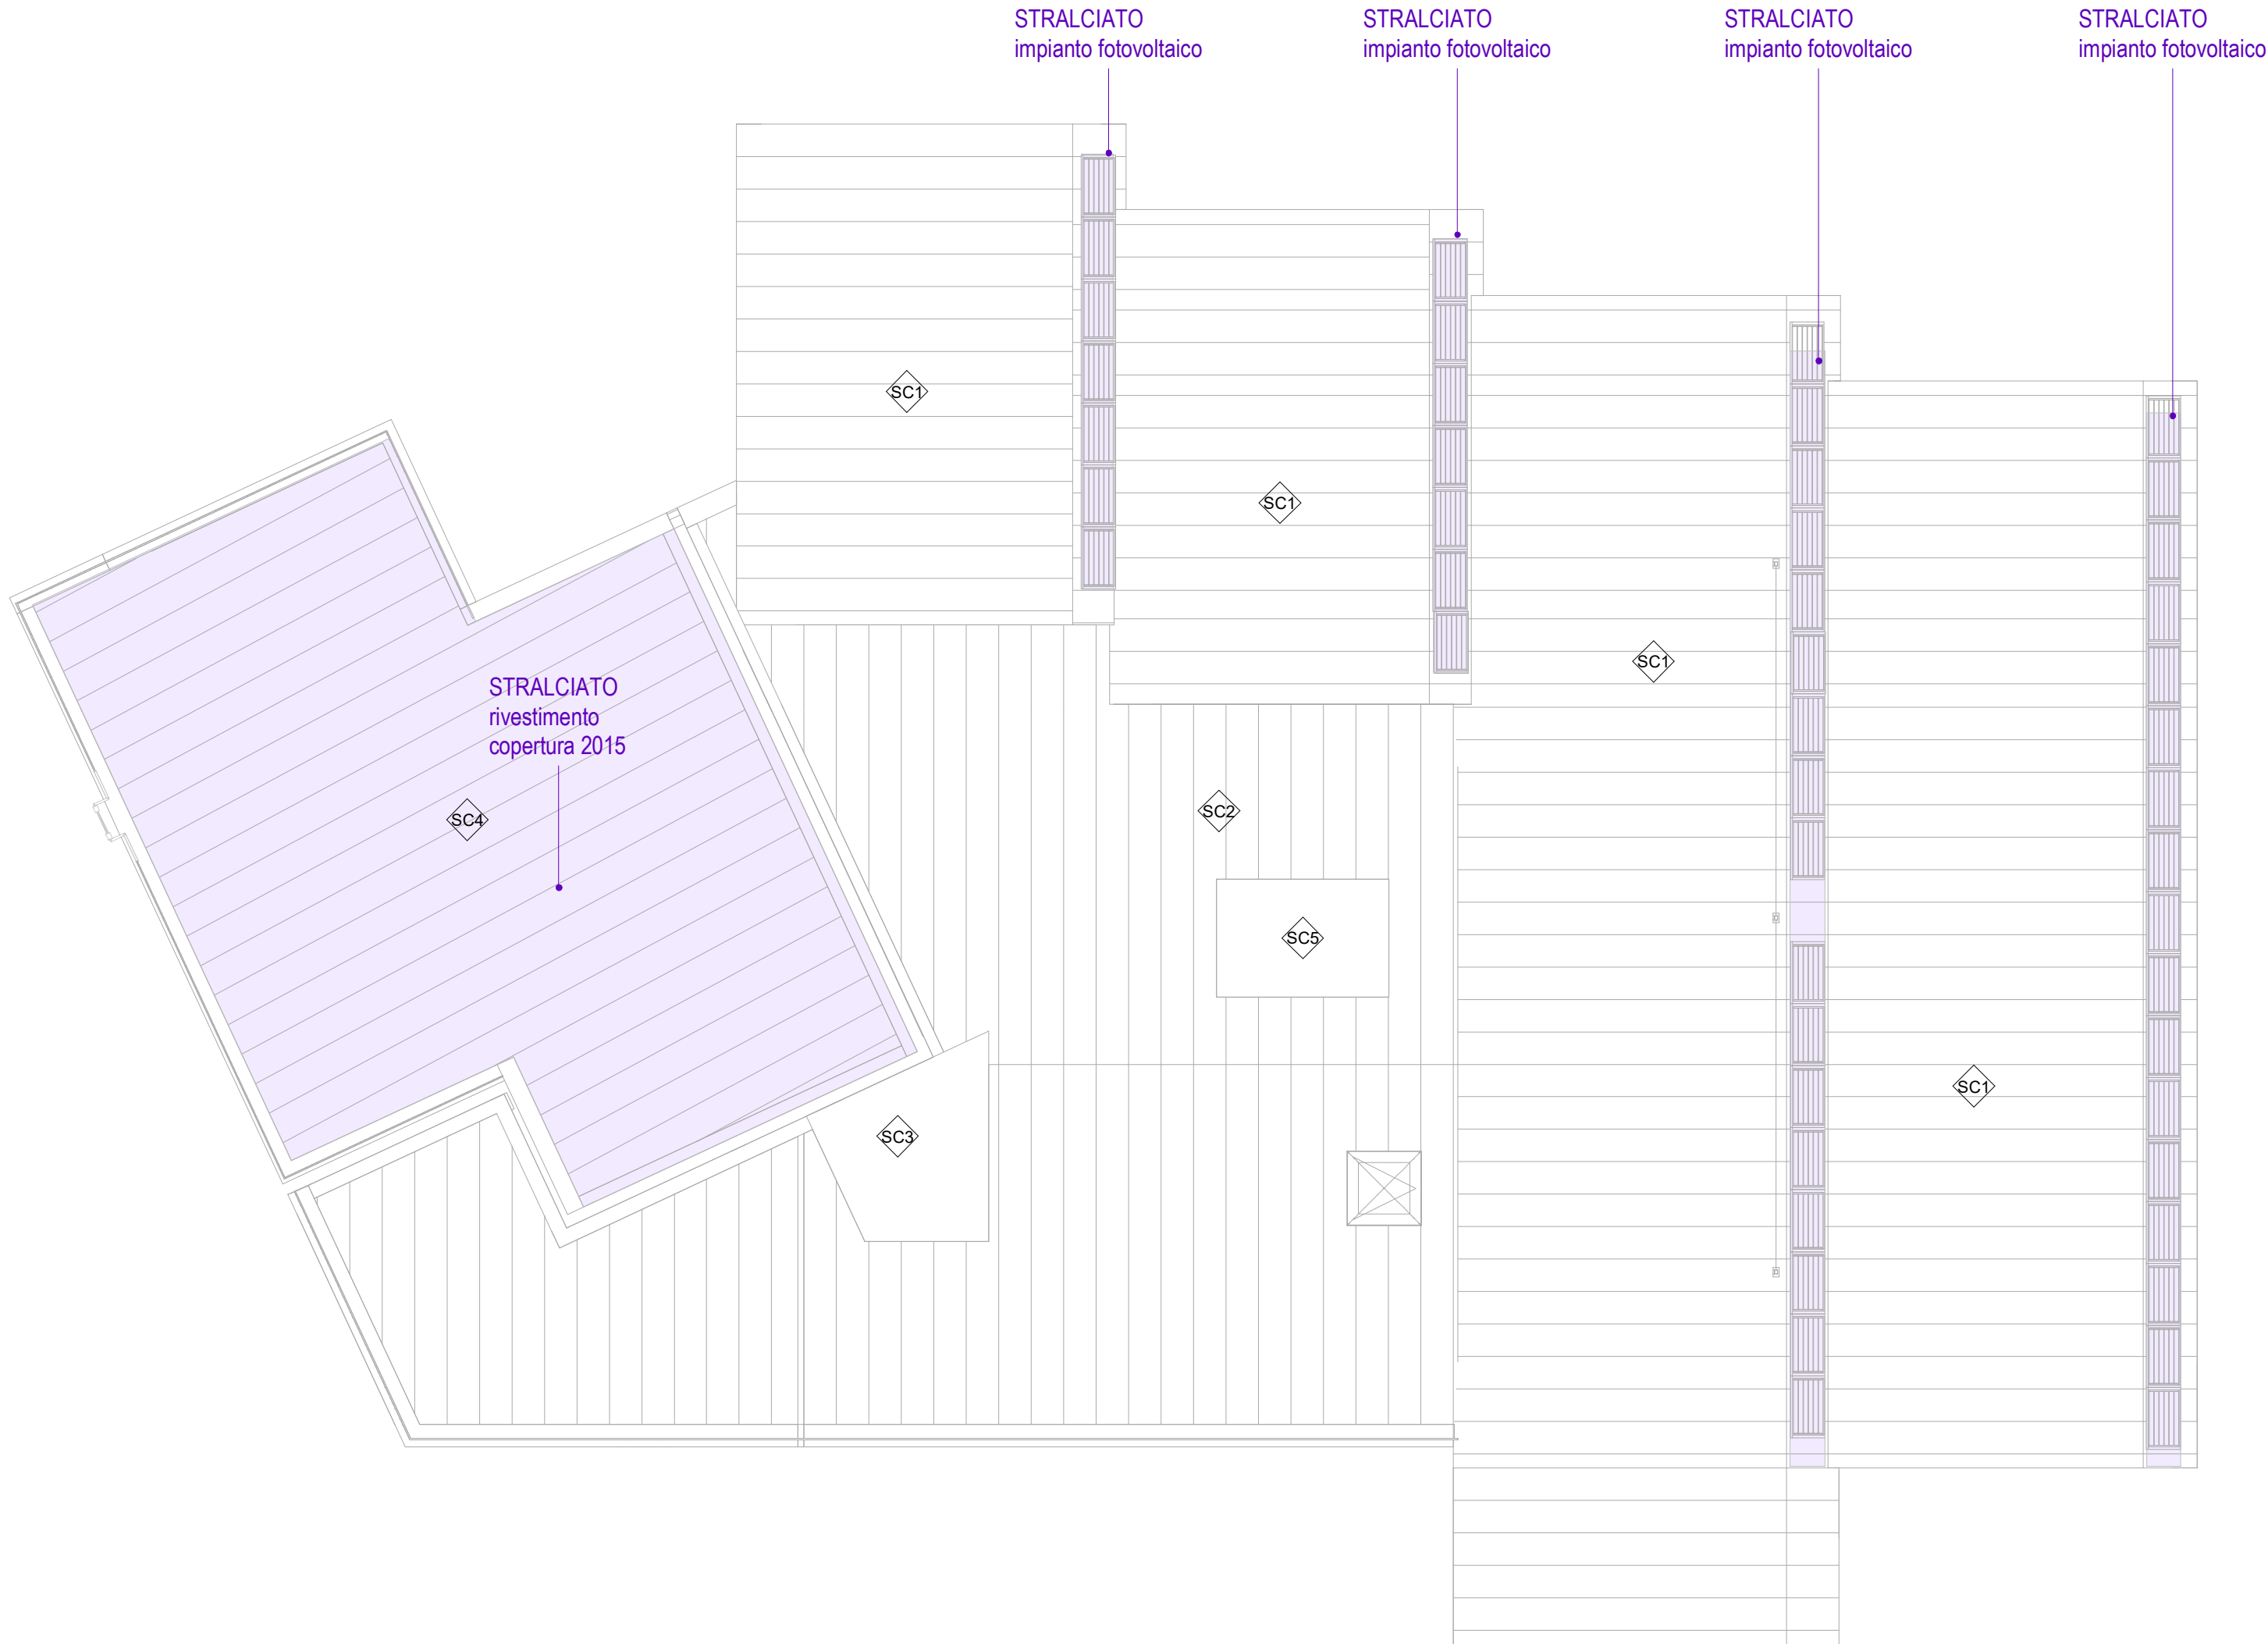 STRALCIATO
impianto fotovoltaico
STRALCIATO
impianto fotovoltaico
STRALCIATO
impianto fotovoltaico
STRALCIATO
impianto fotovoltaico
SC1
SC1
SC1
STRALCIATO
rivestimento
copertura 2015
SC4
SC2
SC5
SC1
SC3